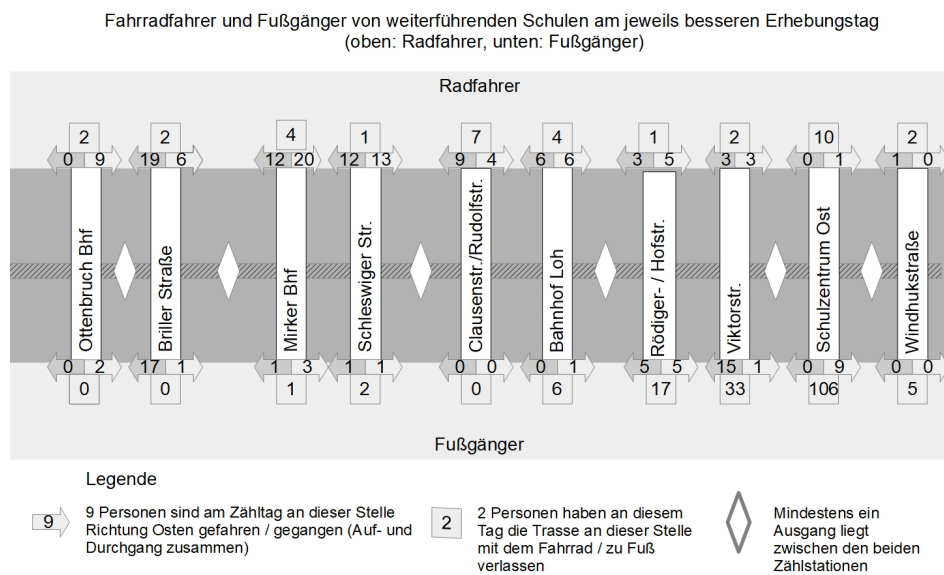 Fahrradfahrer und Fußgänger von weiterführenden Schulen am jeweils besseren Erhebungstag
(oben: Radfahrer, unten: Fußgänger)
Radfahrer
2 2 4 1 7 4 1 2 10 2
0 9 19 6 12 20 12 13 9 4 6 6 3 5 3 3 0 1 1 0
Ottenbruch Bhf
Briller Straße
Mirker Bhf
Schleswiger Str.
Clausenstr./Rudolfstr.
Bahnhof Loh
Rödiger- / Hofstr.
Viktorstr.
Schulzentrum Ost
Windhukstraße
0 2 17 1 1 3 1 1 0 0 0 1 5 5 15 1 0 9 0 0
0 0 1 2 0 6 17 33 106 5
Fußgänger
Legende
9
9 Personen sind am Zähltag an dieser Stelle
Richtung Osten gefahren / gegangen (Auf- und
Durchgang zusammen)
2
2 Personen haben an diesem
Tag die Trasse an dieser Stelle
mit dem Fahrrad / zu Fuß
verlassen
Mindestens ein
Ausgang liegt
zwischen den beiden
Zählstationen